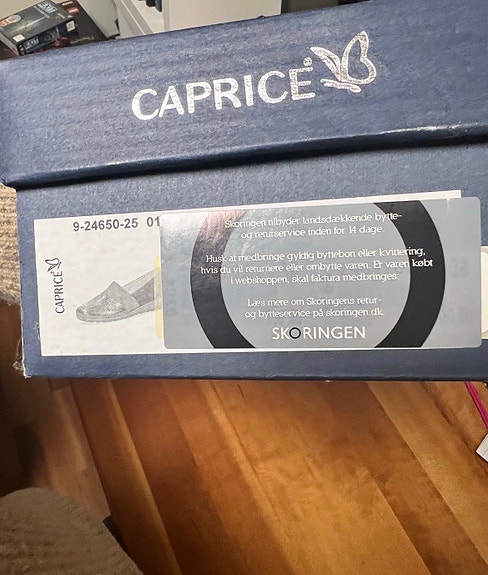 CAPRICE
9-24650-25 01
CAPRICE
Skoringen tilbyder landsdækkende bytte-
og returservice inden for 14 dage.
Husk at medbringe gyldig byttebon eller kvittering,
hvis du vil returnere eller ombytte varen. Er varen købt
i webshoppen, skal faktura medbringes.
Læs mere om Skoringens retur-
og bytteservice på skoringen.dk.
SKORINGEN